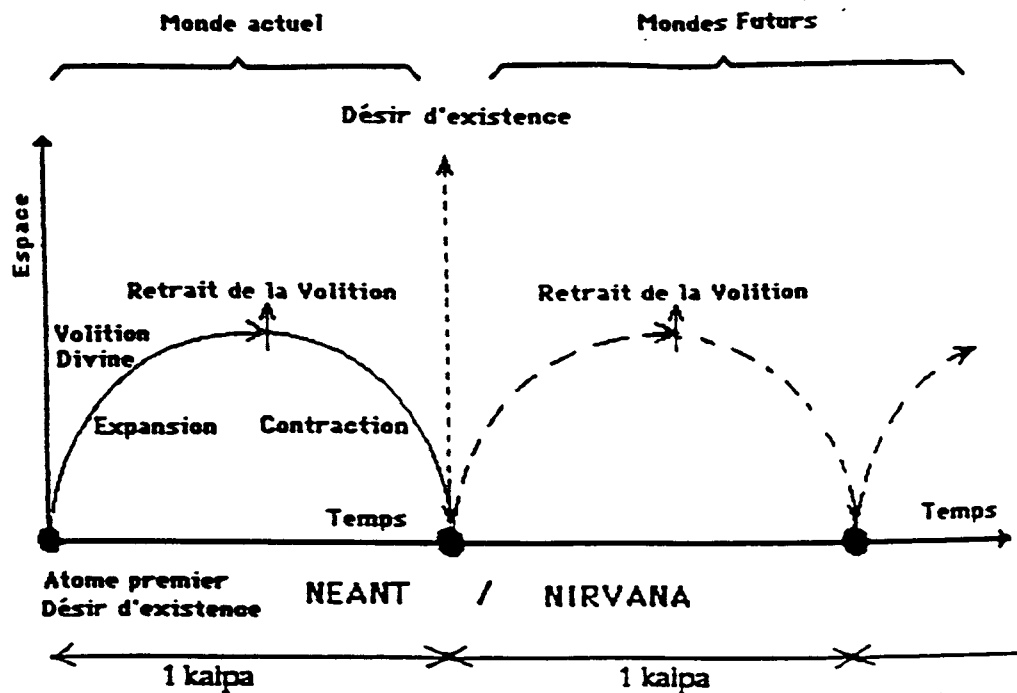 Monde actuel
Mondes Futurs
Désir d'existence
Espace
Retrait de la Volition
Retrait de la Volition
Volition
Divine
Expansion
Contraction
Temps
Temps
Atome premier
Désir d'existence
NEANT / NIRVANA
1 kalpa
1 kalpa